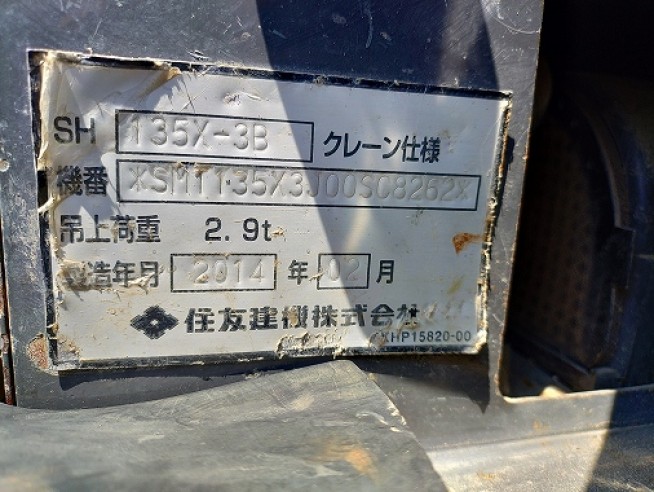 SH 135X-3B クレーン仕様
機番 *SMT135X3J00SC8262*
吊上荷重 2.9t
製造年月 2014 年 02 月
住友建機株式会社
KHP15820-00